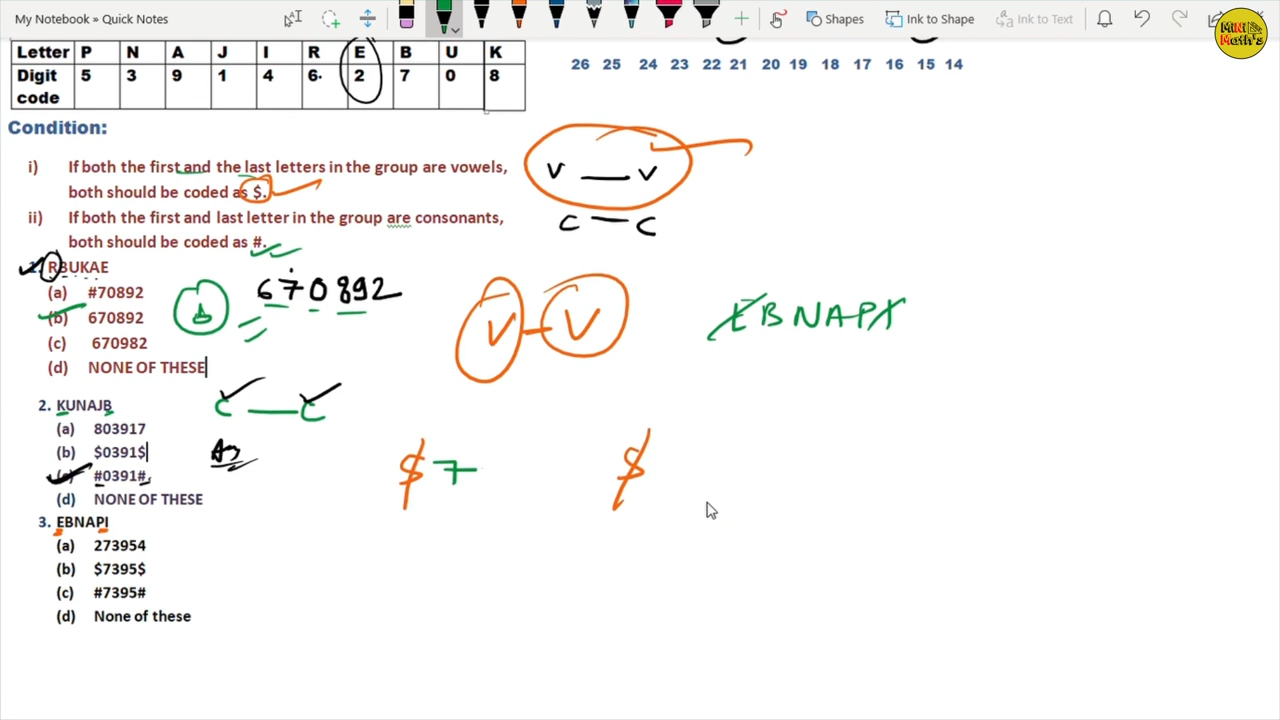 My Notebook » Quick Notes
Shapes
Ink to Shape
Ink to Text
MINI Math's
Letter P N A J I R E B U K
Digit code 5 3 9 1 4 6 2 7 0 8
26 25 24 23 22 21 20 19 18 17 16 15 14
Condition:
i) If both the first and the last letters in the group are vowels,
both should be coded as $.
V — V
ii) If both the first and last letter in the group are consonants,
both should be coded as #.
C — C
1. RBUKAE
(a) #70892
(b) 670892
(c) 670982
(d) NONE OF THESE
670892
b
V - V
EBNAPI
2. KUNAJB
(a) 803917
(b) $0391$
(c) #0391#.
(d) NONE OF THESE
C — C
Ans
$ 7 $
3. EBNAPI
(a) 273954
(b) $7395$
(c) #7395#
(d) None of these